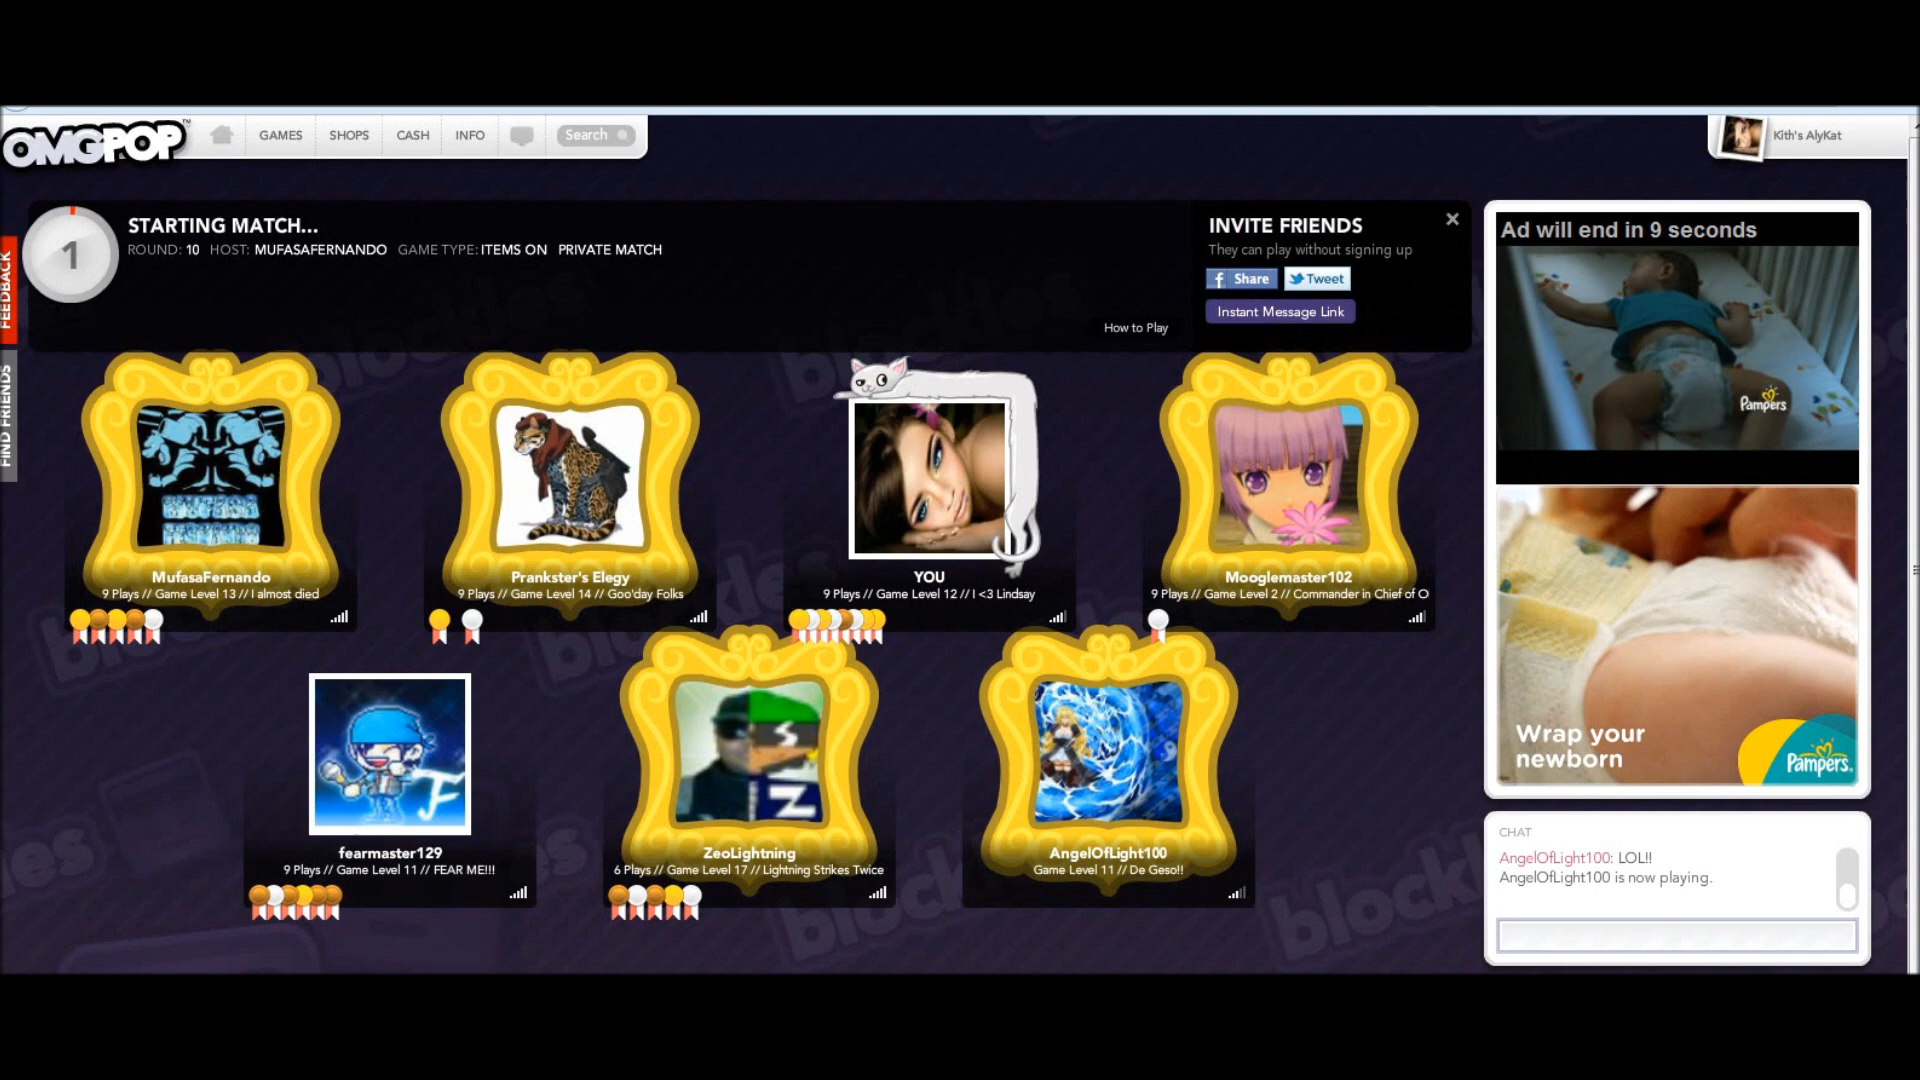 OMGPOP™
GAMES SHOPS CASH INFO Search
Kith's AlyKat
FEEDBACK
FIND FRIENDS
1
STARTING MATCH...
ROUND: 10 HOST: MUFASAFERNANDO GAME TYPE: ITEMS ON PRIVATE MATCH
How to Play
INVITE FRIENDS
They can play without signing up
f Share Tweet
Instant Message Link
Ad will end in 9 seconds
Pampers
Wrap your
newborn
Pampers.
MufasaFernando
9 Plays // Game Level 13 // I almost died
Prankster's Elegy
9 Plays // Game Level 14 // Goo'day Folks
YOU
9 Plays // Game Level 12 // I <3 Lindsay
Mooglemaster102
9 Plays // Game Level 2 // Commander in Chief of O
fearmaster129
9 Plays // Game Level 11 // FEAR ME!!!
S
Z
ZeoLightning
6 Plays // Game Level 17 // Lightning Strikes Twice
AngelOfLight100
Game Level 11 // De Geso!!
blockles
CHAT
AngelOfLight100: LOL!!
AngelOfLight100 is now playing.